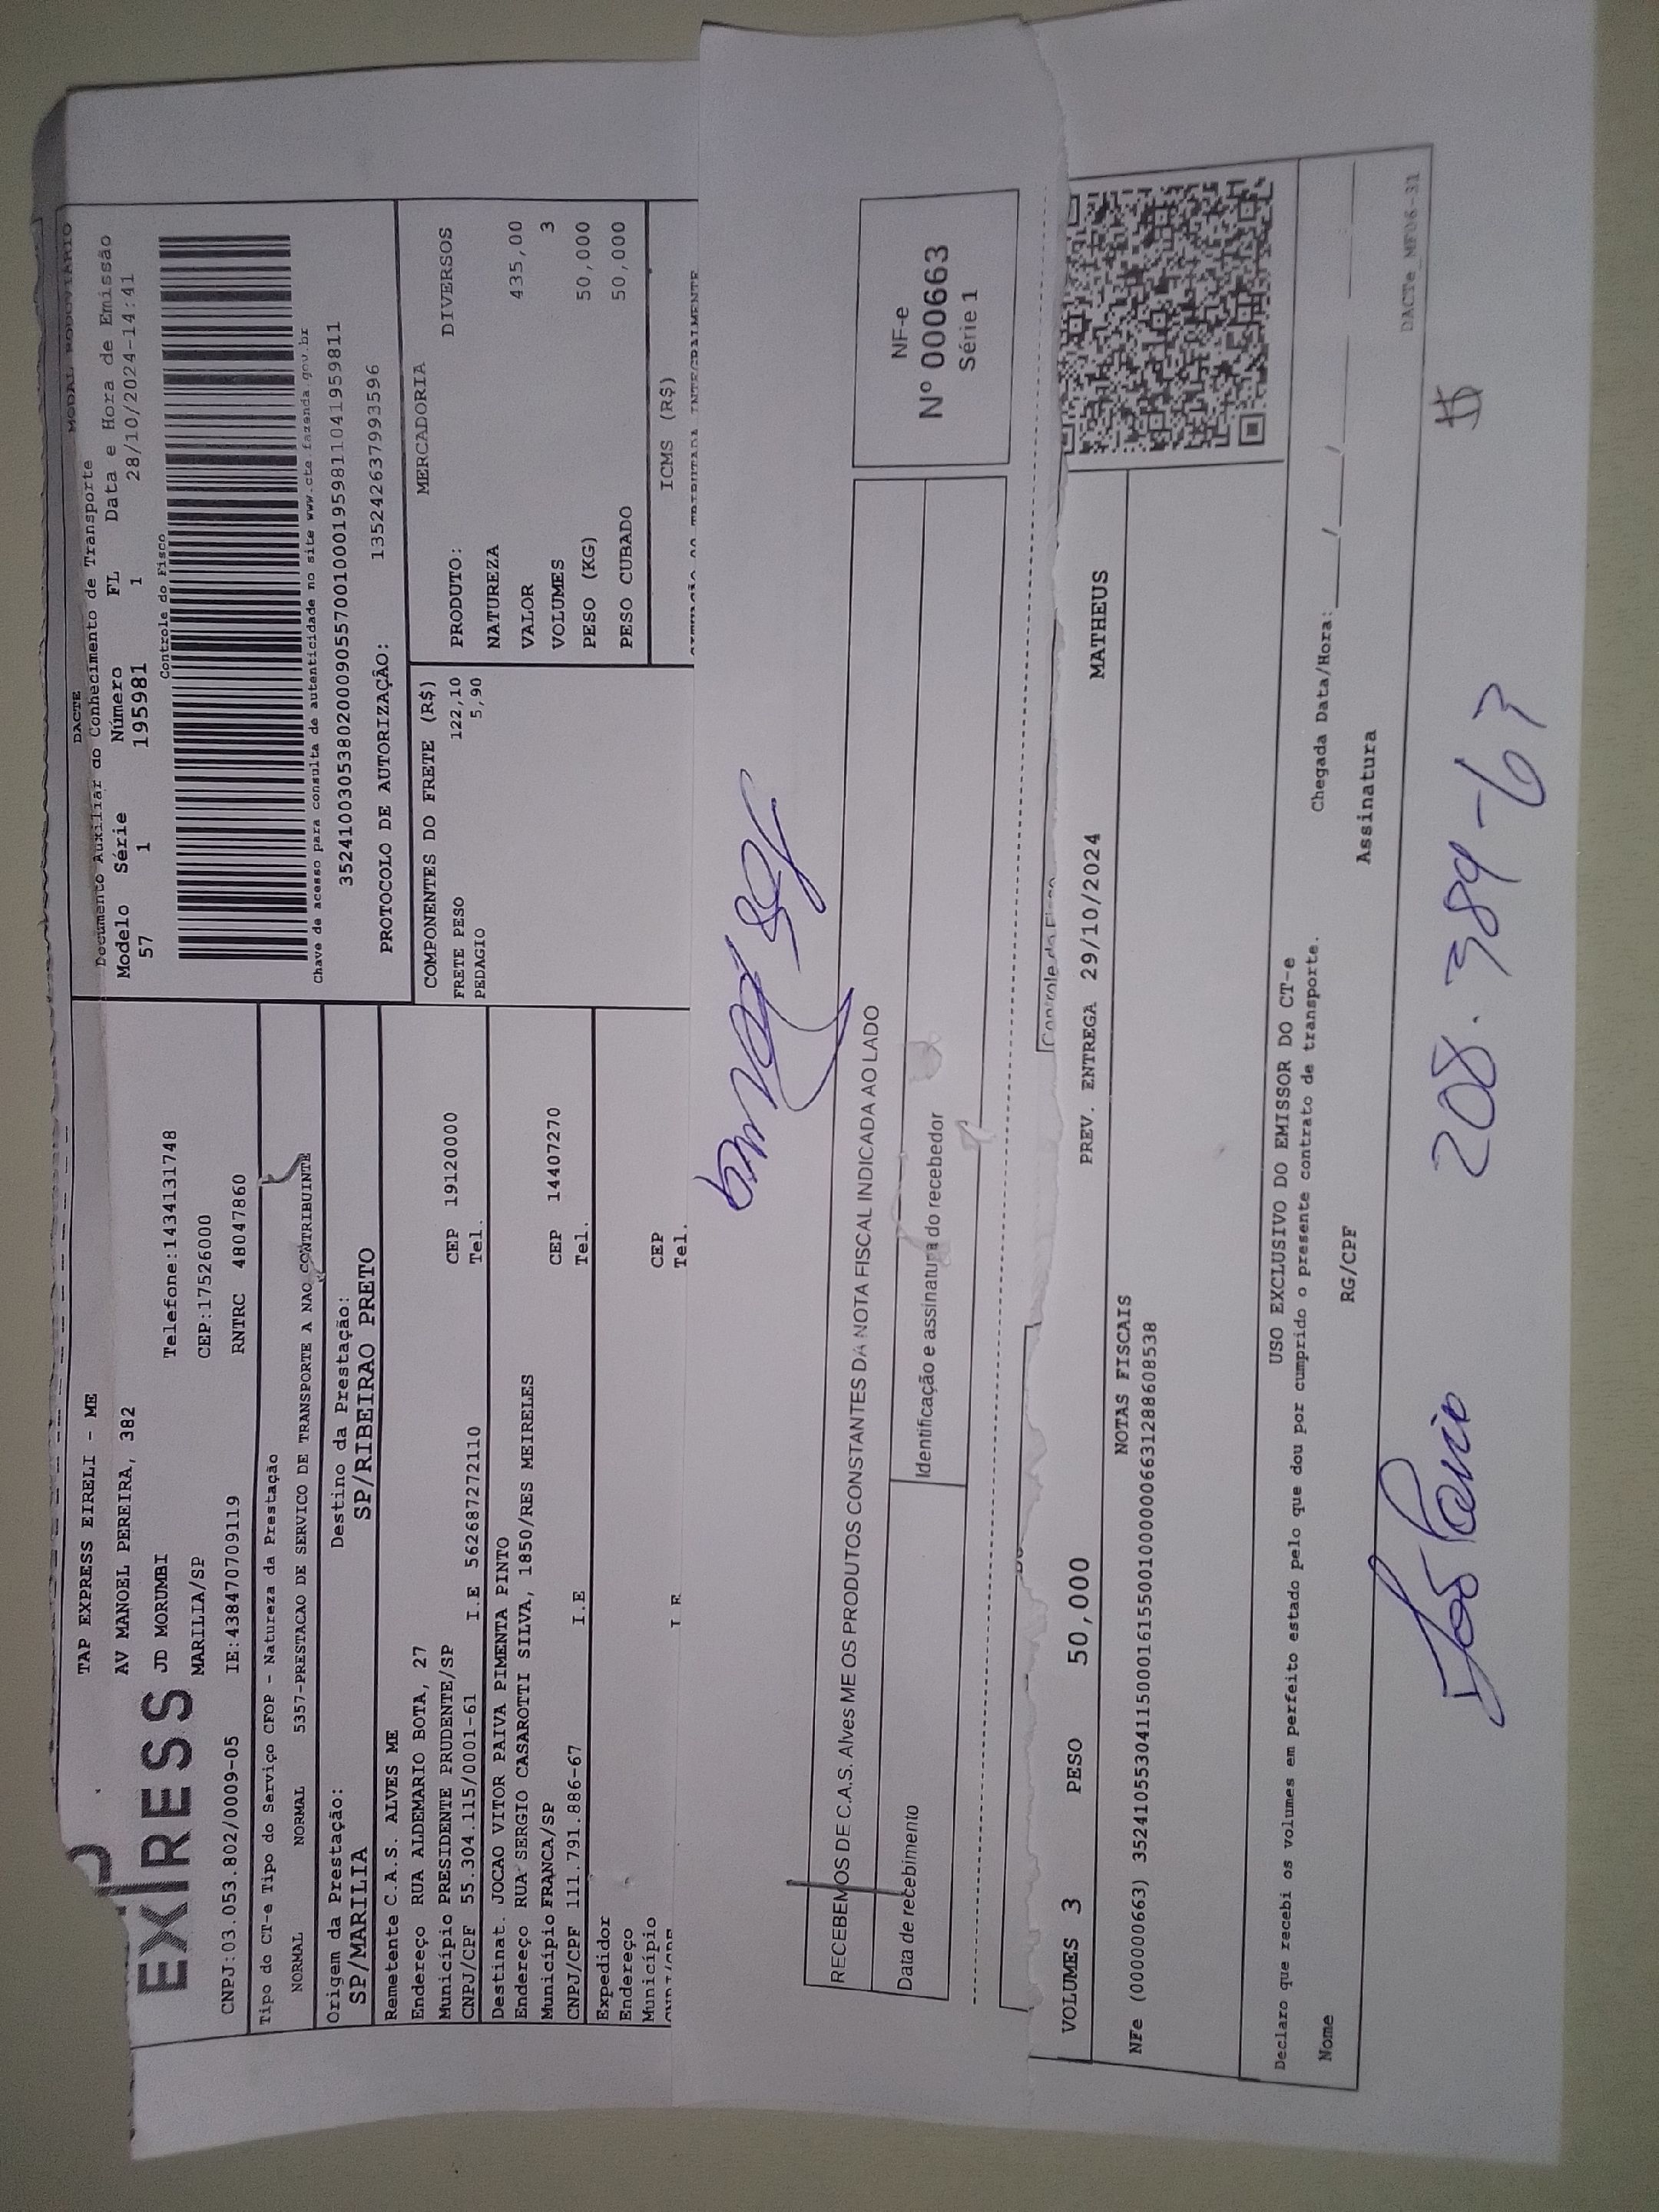 MODAL RODOVIARIO
DACTE
TAP EXPRESS EIRELI - ME
Documento Auxiliar do Conhecimento de Transporte
Modelo Série Número FL Data e Hora de Emissão
57 1 195981 1 28/10/2024-14:41
EXPRESS
AV MANOEL PEREIRA, 382
JD MORUMBI Telefone:1434131748
MARILIA/SP CEP:17526000
CNPJ:03.053.802/0009-05 IE:438470709119 RNTRC 48047860
Controle do Fisco
Chave de acesso para consulta de autenticidade no site www.cte.fazenda.gov.br
35241003053802000905570010001959811041959811
PROTOCOLO DE AUTORIZAÇÃO: 135242637993596
Tipo do CT-e Tipo do Serviço CFOP - Natureza da Prestação
NORMAL NORMAL 5357-PRESTACAO DE SERVICO DE TRANSPORTE A NAO CONTRIBUINTE
Origem da Prestação: Destino da Prestação:
SP/MARILIA SP/RIBEIRAO PRETO
Remetente C.A.S. ALVES ME
Endereço RUA ALDEMARIO BOTA, 27
Município PRESIDENTE PRUDENTE/SP CEP 19120000
CNPJ/CPF 55.304.115/0001-61 I.E 562687272110 Tel.
Destinat. JOCAO VITOR PAIVA PIMENTA PINTO
Endereço RUA SERGIO CASAROTTI SILVA, 1850/RES MEIRELES
Município FRANCA/SP CEP 14407270
CNPJ/CPF 111.791.886-67 I.E Tel.
Expedidor
Endereço
Município CEP
CNPJ/CPF I.E Tel.
COMPONENTES DO FRETE (R$)
FRETE PESO 122,10
PEDAGIO 5,90
MERCADORIA
PRODUTO: DIVERSOS
NATUREZA
VALOR 435,00
VOLUMES 3
PESO (KG) 50,000
PESO CUBADO 50,000
ICMS (R$)
RECEBEMOS DE C.A.S. Alves ME OS PRODUTOS CONSTANTES DA NOTA FISCAL INDICADA AO LADO
Data de recebimento Identificação e assinatura do recebedor
NF-e
Nº 000663
Série 1
Controle do Fisco
VOLUMES 3 PESO 50,000 PREV. ENTREGA 29/10/2024 MATHEUS
NOTAS FISCAIS
NFe (000000663) 35241055304115000161550010000006631288608538
USO EXCLUSIVO DO EMISSOR DO CT-e
Declaro que recebi os volumes em perfeito estado pelo que dou por cumprido o presente contrato de transporte.
Nome RG/CPF Chegada Data/Hora: ___/___/___
Assinatura
DACTe_MF06-31
208.389-63
$